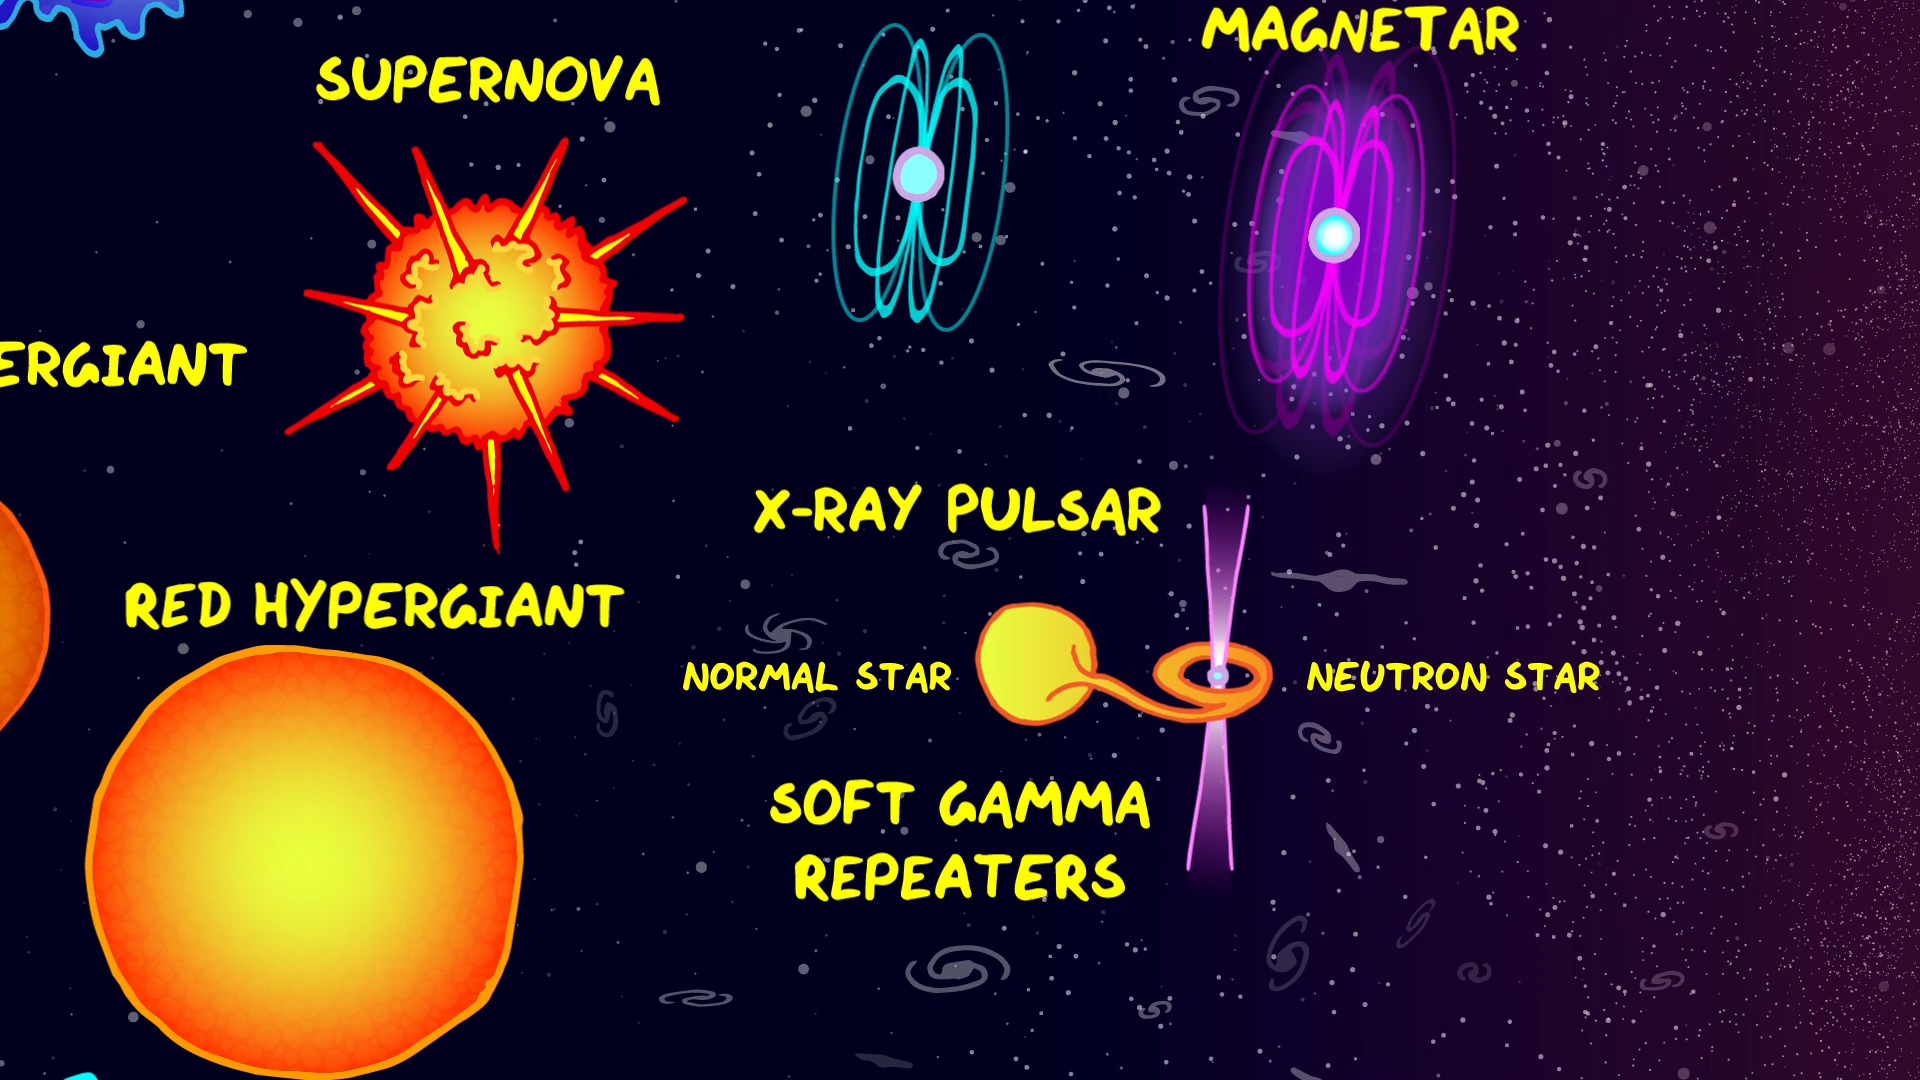 MAGNETAR
SUPERNOVA
ERGIANT
X-RAY PULSAR
RED HYPERGIANT
NORMAL STAR
NEUTRON STAR
SOFT GAMMA
REPEATERS